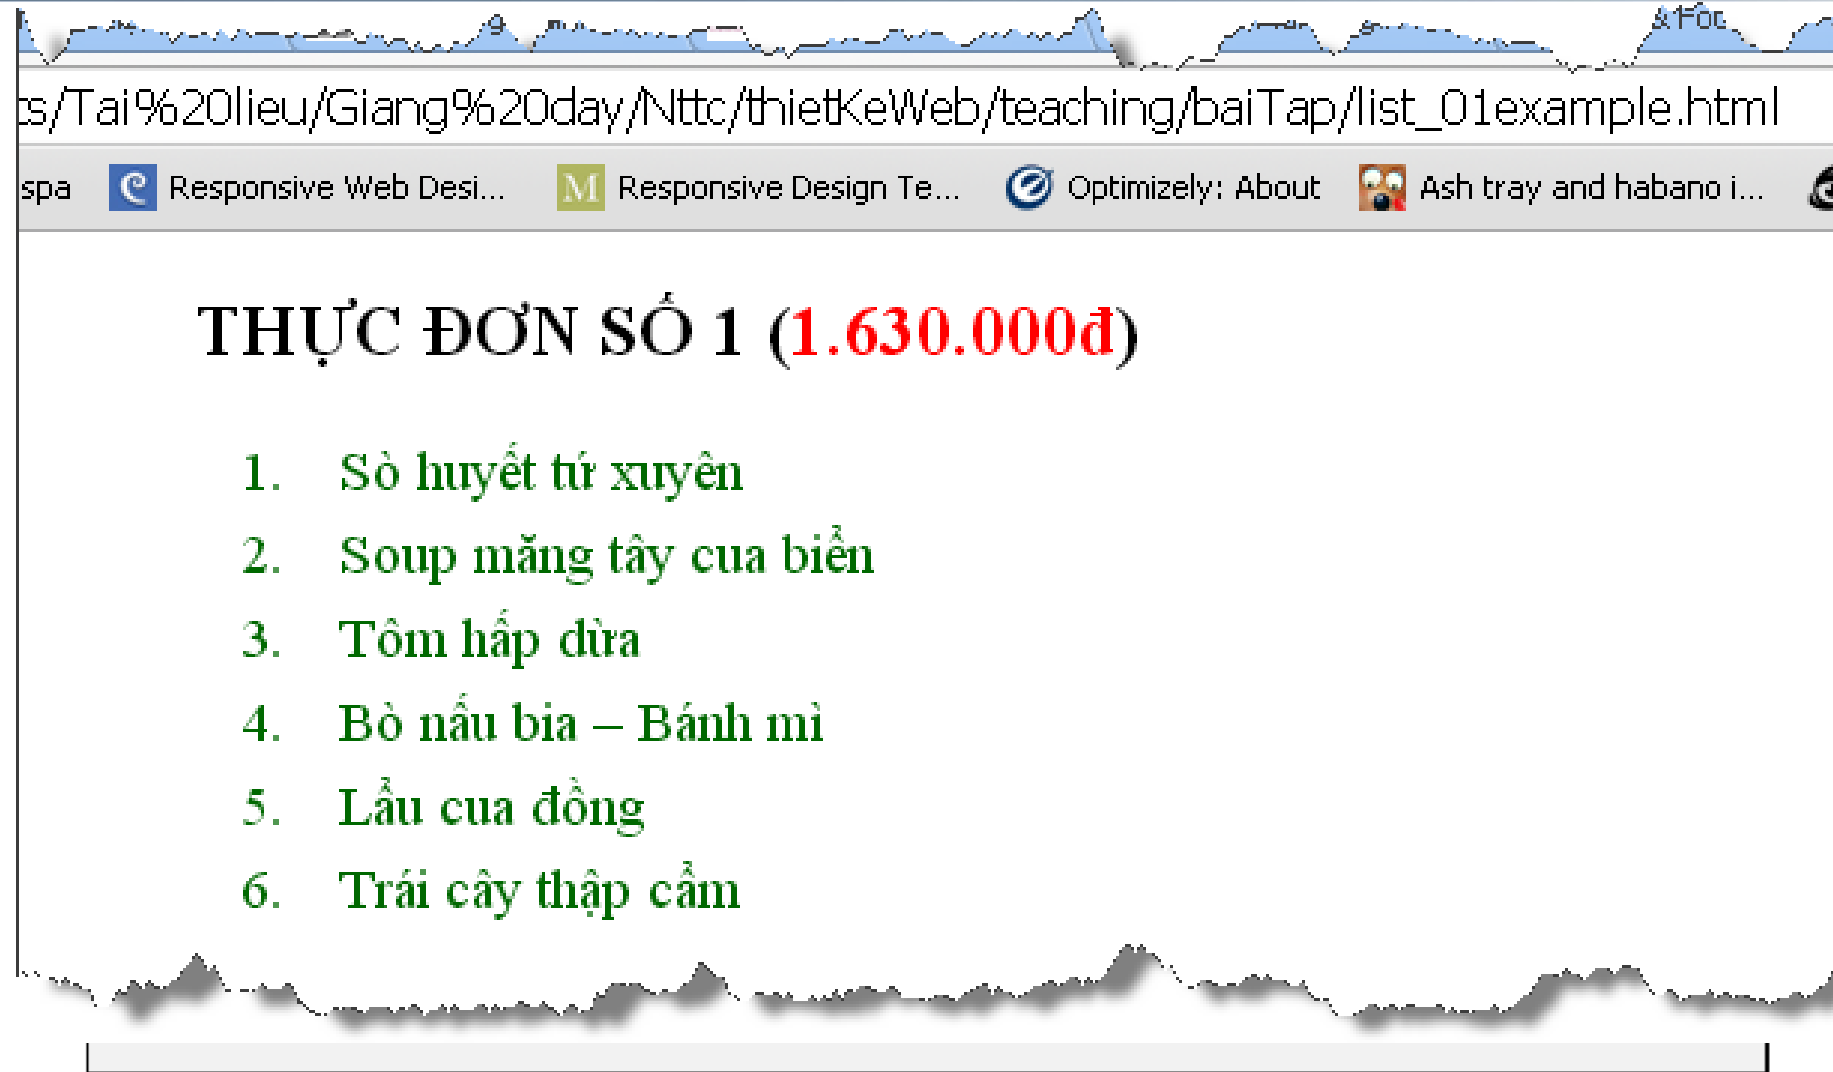 ts/Tai%20lieu/Giang%20day/Nttc/thietKeWeb/teaching/baiTap/list_01example.html
spa Responsive Web Desi... M Responsive Design Te... Optimizely: About Ash tray and habano i...
THỰC ĐƠN SỐ 1 (1.630.000đ)
1. Sò huyết tứ xuyên
2. Soup măng tây cua biển
3. Tôm hấp dừa
4. Bò nấu bia – Bánh mì
5. Lẩu cua đồng
6. Trái cây thập cẩm